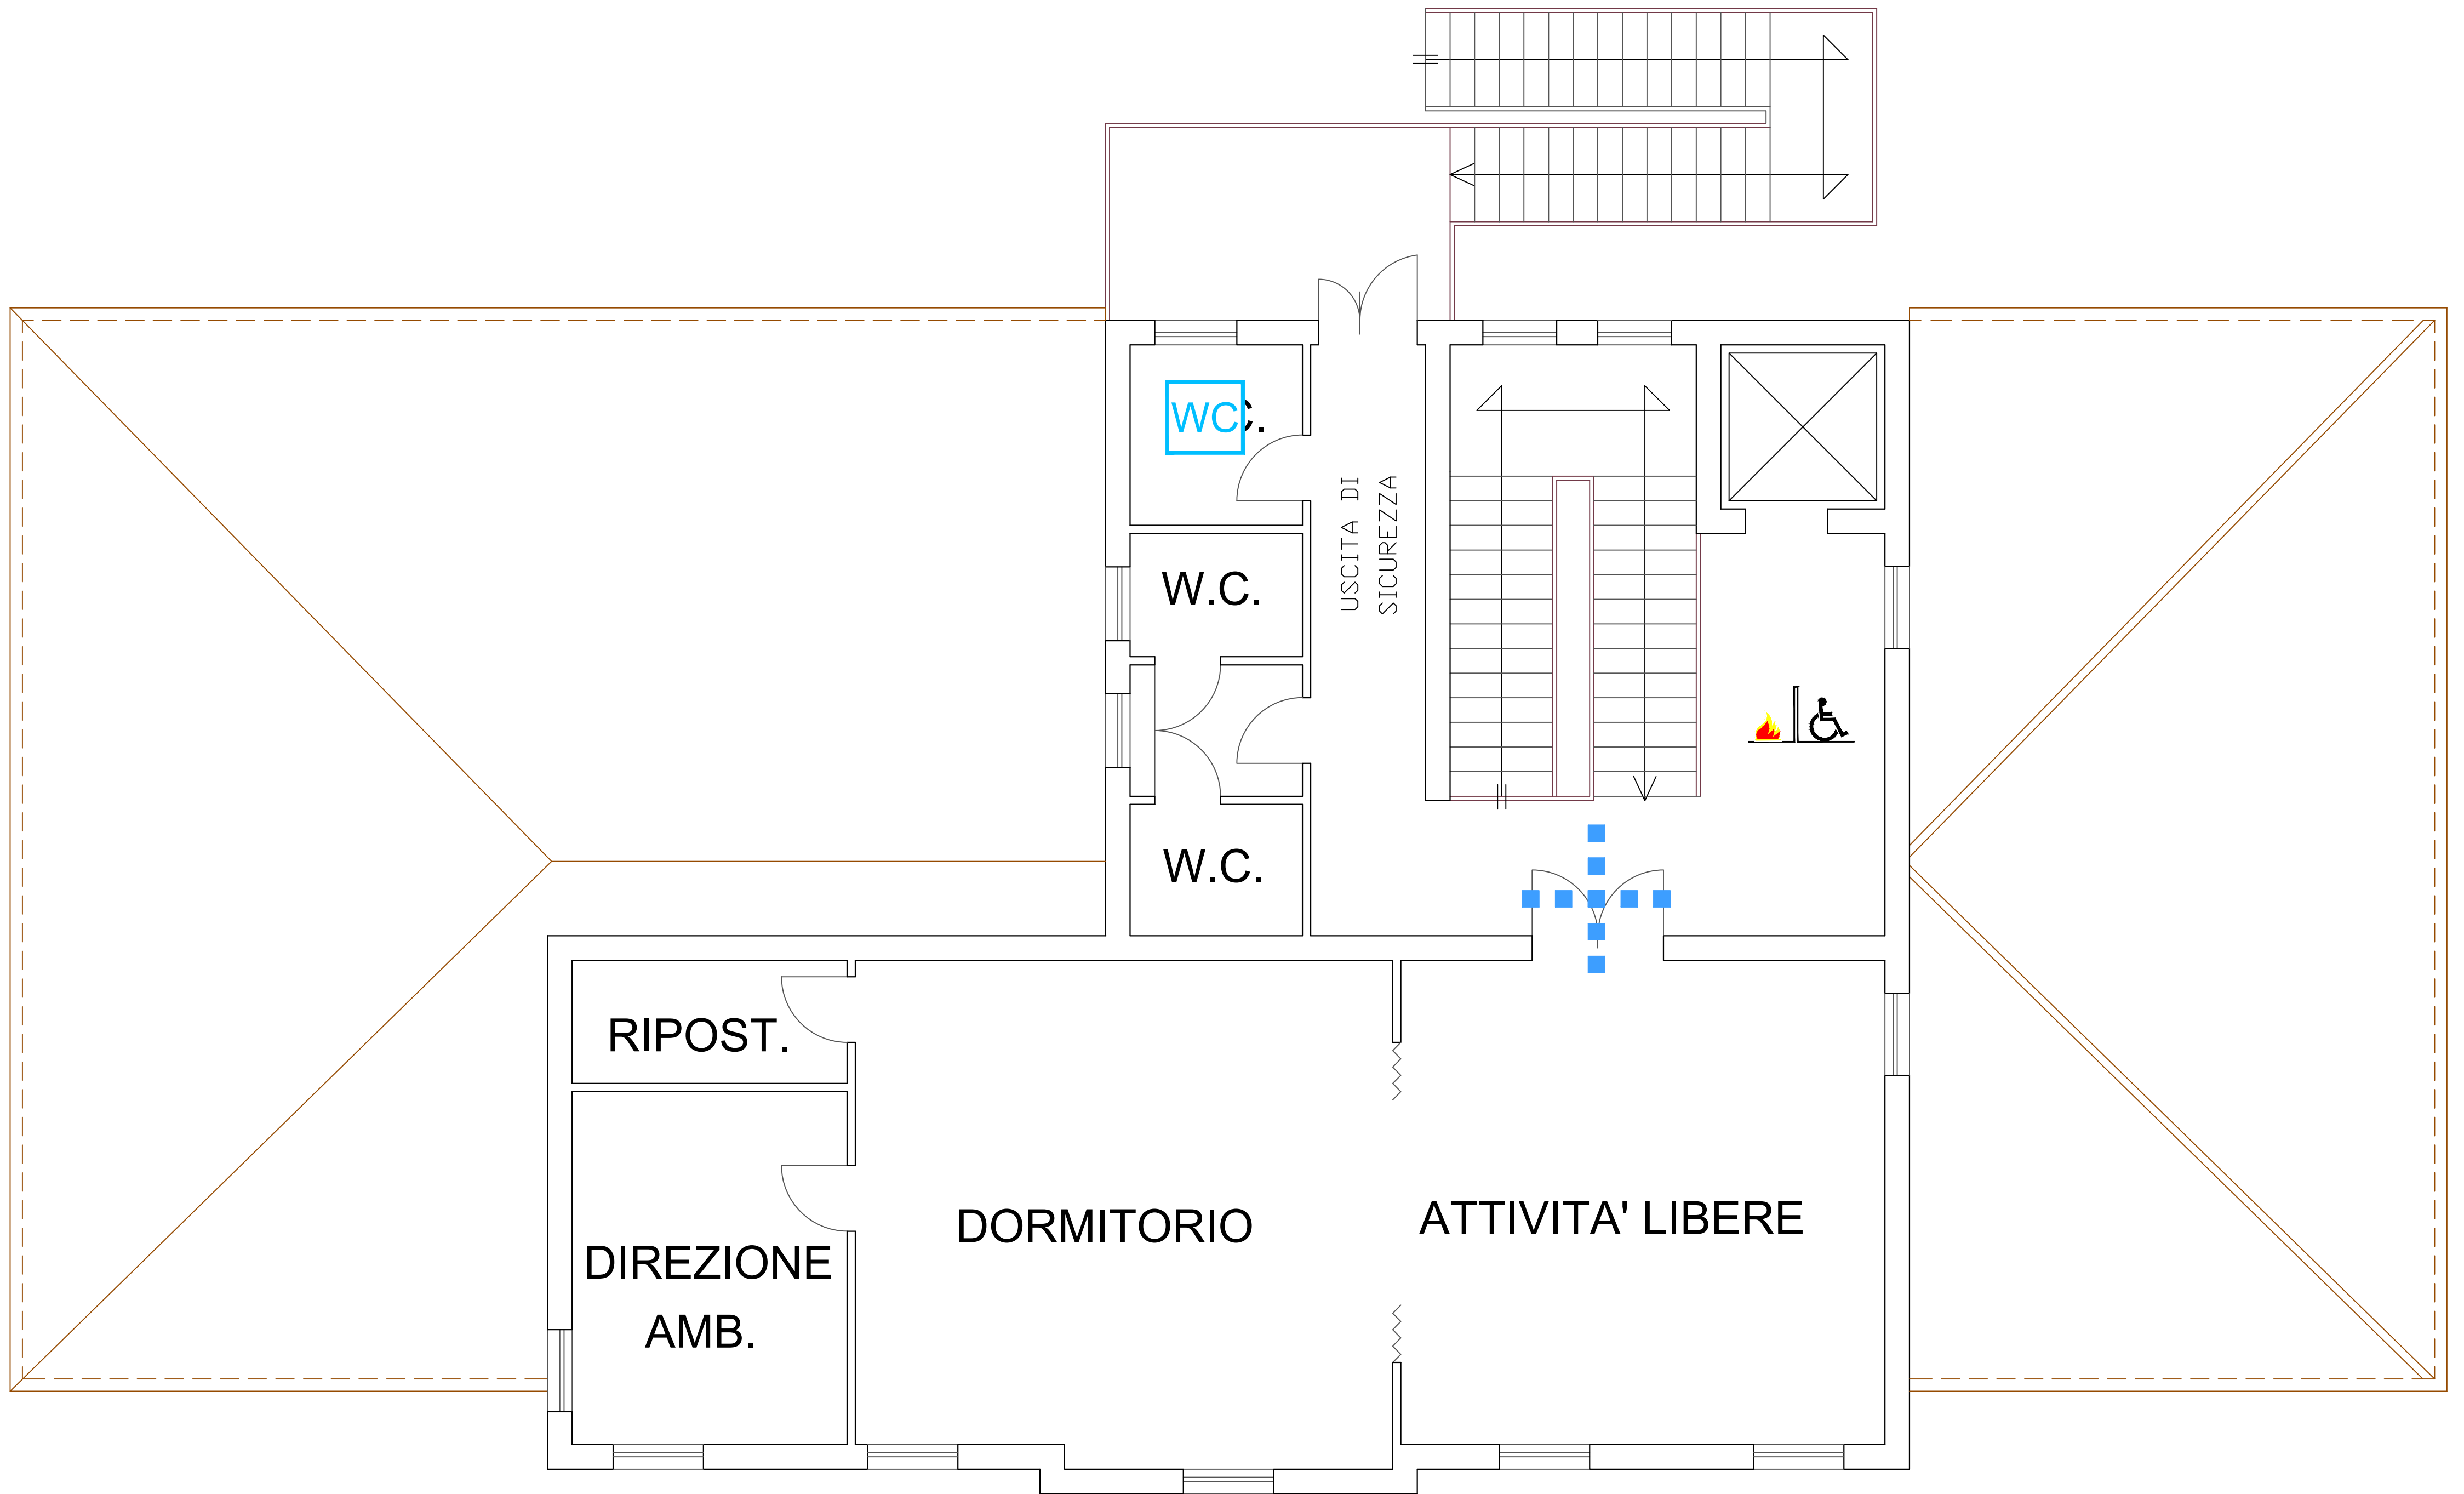 WC
C.
USCITA DI
SICUREZZA
W.C.
W.C.
RIPOST.
DIREZIONE
AMB.
DORMITORIO
ATTIVITA' LIBERE